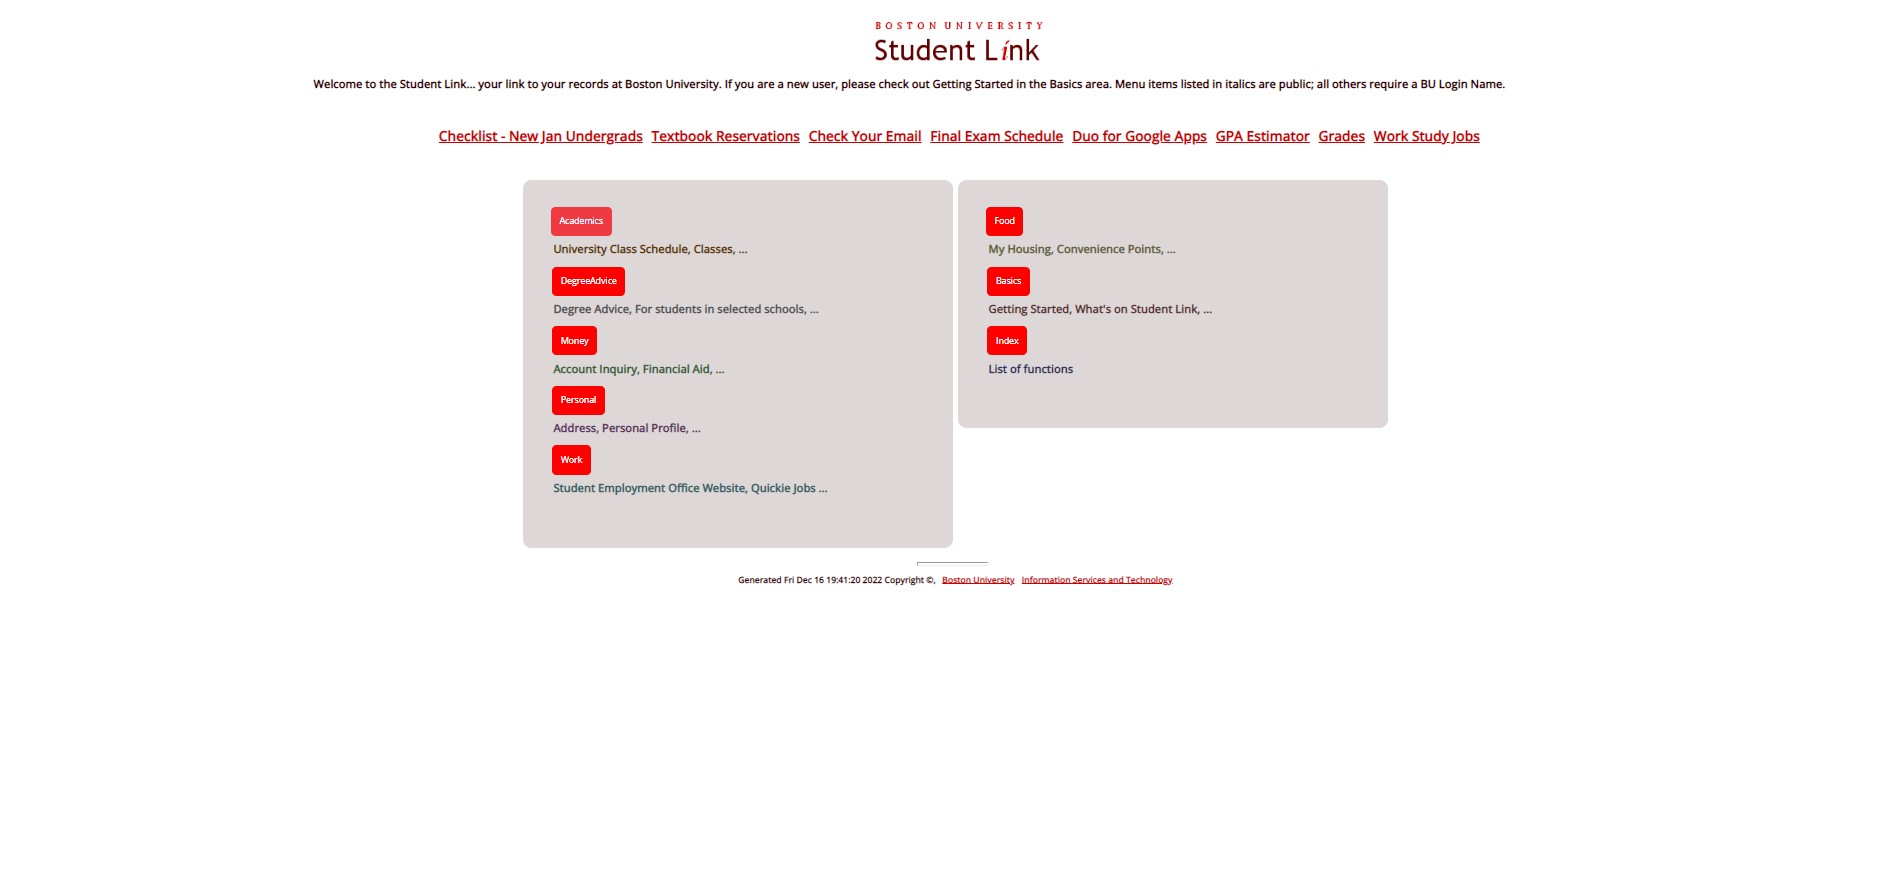 BOSTON UNIVERSITY
Student Link
Welcome to the Student Link... your link to your records at Boston University. If you are a new user, please check out Getting Started in the Basics area. Menu items listed in italics are public; all others require a BU Login Name.
Checklist - New Jan Undergrads Textbook Reservations Check Your Email Final Exam Schedule Duo for Google Apps GPA Estimator Grades Work Study Jobs
Academics
University Class Schedule, Classes, ...
DegreeAdvice
Degree Advice, For students in selected schools, ...
Money
Account Inquiry, Financial Aid, ...
Personal
Address, Personal Profile, ...
Work
Student Employment Office Website, Quickie Jobs ...
Food
My Housing, Convenience Points, ...
Basics
Getting Started, What's on Student Link, ...
Index
List of functions
Generated Fri Dec 16 19:41:20 2022 Copyright ©, Boston University Information Services and Technology